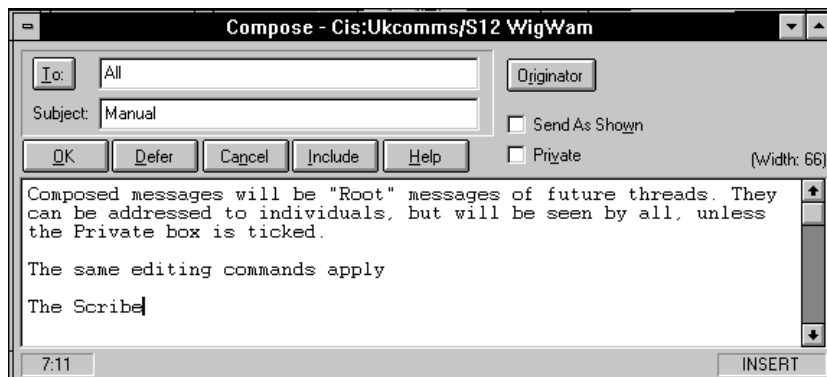 Compose - Cis:Ukcomms/S12 WigWam
To: All
Originator
Subject: Manual
Send As Shown
OK Defer Cancel Include Help
Private
(Width: 66)
Composed messages will be "Root" messages of future threads. They
can be addressed to individuals, but will be seen by all, unless
the Private box is ticked.
The same editing commands apply
The Scribe
7:11
INSERT